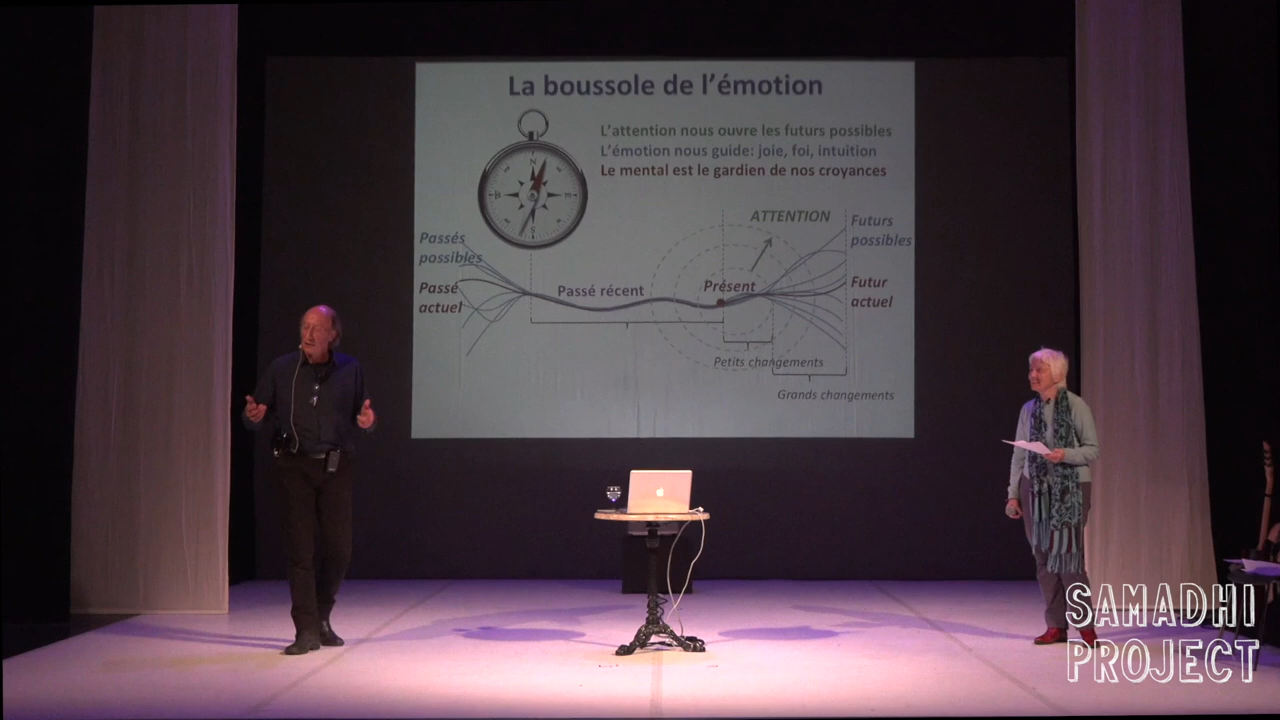 La boussole de l'émotion
L'attention nous ouvre les futurs possibles
L'émotion nous guide: joie, foi, intuition
Le mental est le gardien de nos croyances
N
S
ATTENTION
Passés
possibles
Futurs
possibles
Passé
actuel
Passé récent
Présent
Futur
actuel
Petits changements
Grands changements
SAMADHI
PROJECT